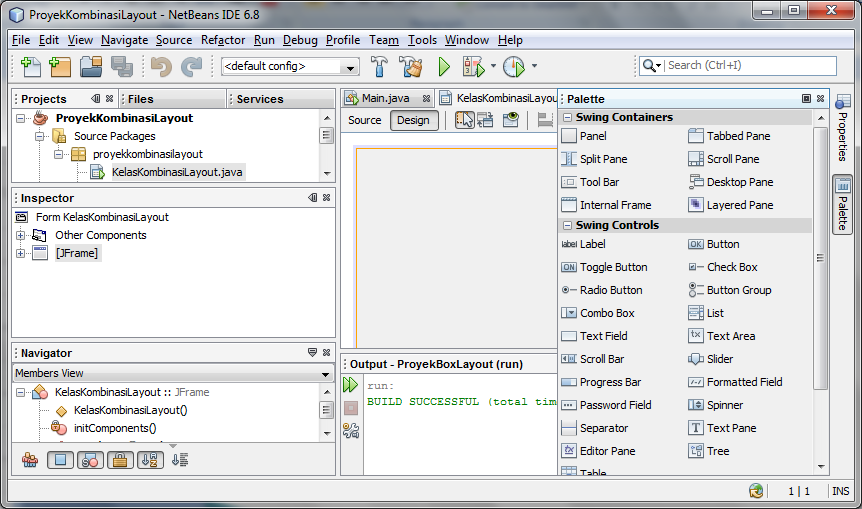 ProyekKombinasiLayout - NetBeans IDE 6.8
File Edit View Navigate Source Refactor Run Debug Profile Team Tools Window Help
<default config>
Search (Ctrl+I)
Projects
Files
Services
ProyekKombinasiLayout
Source Packages
proyekkombinasilayout
KelasKombinasiLayout.java
Inspector
Form KelasKombinasiLayout
Other Components
[JFrame]
Navigator
Members View
KelasKombinasiLayout :: JFrame
KelasKombinasiLayout()
initComponents()
Main.java
KelasKombinasiLayou
Source
Design
Output - ProyekBoxLayout (run)
run:
BUILD SUCCESSFUL (total tim
Palette
Swing Containers
Panel
Tabbed Pane
Split Pane
Scroll Pane
Tool Bar
Desktop Pane
Internal Frame
Layered Pane
Swing Controls
label Label
OK Button
ON Toggle Button
Check Box
Radio Button
Button Group
Combo Box
List
Text Field
Text Area
Scroll Bar
Slider
Progress Bar
Formatted Field
Password Field
Spinner
Separator
T Text Pane
Editor Pane
Tree
Table
Properties
Palette
1 | 1
INS